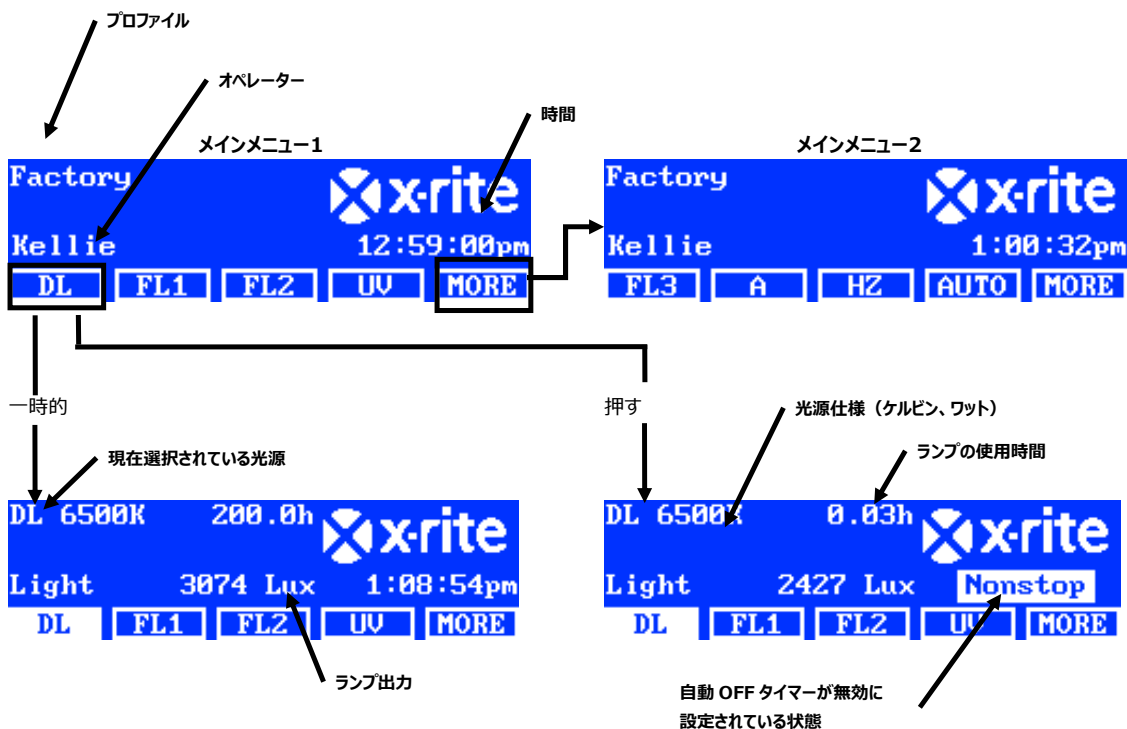 プロファイル
オペレーター
時間
メインメニュー1
メインメニュー2
Factory
x·rite
Kellie
12:59:00pm
DL FL1 FL2 UV MORE
Factory
x·rite
Kellie
1:00:32pm
FL3 A HZ AUTO MORE
一時的
押す
光源仕様（ケルビン、ワット）
現在選択されている光源
ランプの使用時間
DL 6500K 200.0h
x·rite
Light 3074 Lux 1:08:54pm
DL FL1 FL2 UV MORE
DL 6500K 0.03h
x·rite
Light 2427 Lux Nonstop
DL FL1 FL2 UV MORE
ランプ出力
自動 OFF タイマーが無効に
設定されている状態